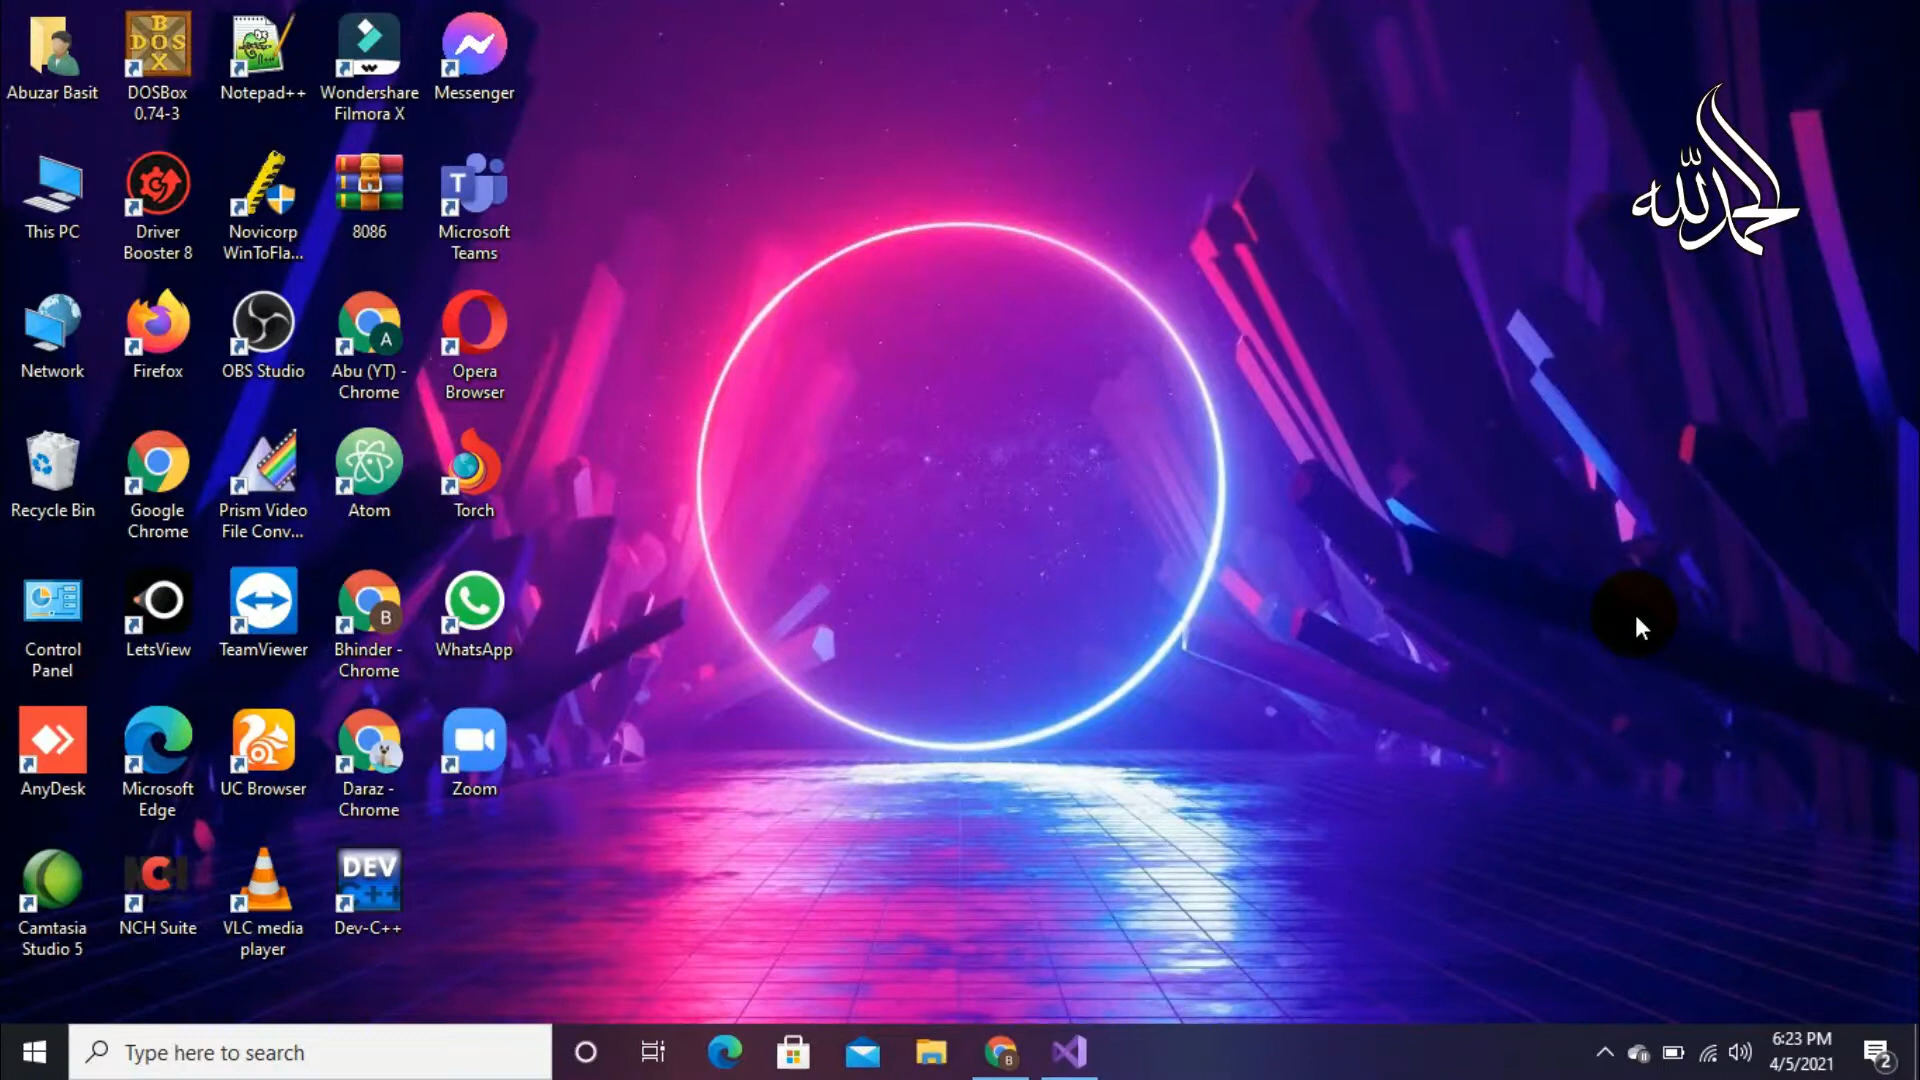 Abuzar Basit
DOSBox
0.74-3
Notepad++
Wondershare
Filmora X
Messenger
This PC
Driver
Booster 8
Novicorp
WinToFla...
8086
Microsoft
Teams
Network
Firefox
OBS Studio
Abu (YT) -
Chrome
Opera
Browser
Recycle Bin
Google
Chrome
Prism Video
File Conv...
Atom
Torch
Control
Panel
LetsView
TeamViewer
Bhinder -
Chrome
WhatsApp
AnyDesk
Microsoft
Edge
UC Browser
Daraz -
Chrome
Zoom
Camtasia
Studio 5
NCH Suite
VLC media
player
DEV
C++
Dev-C++
الحمدلله
Type here to search
6:23 PM
4/5/2021
2